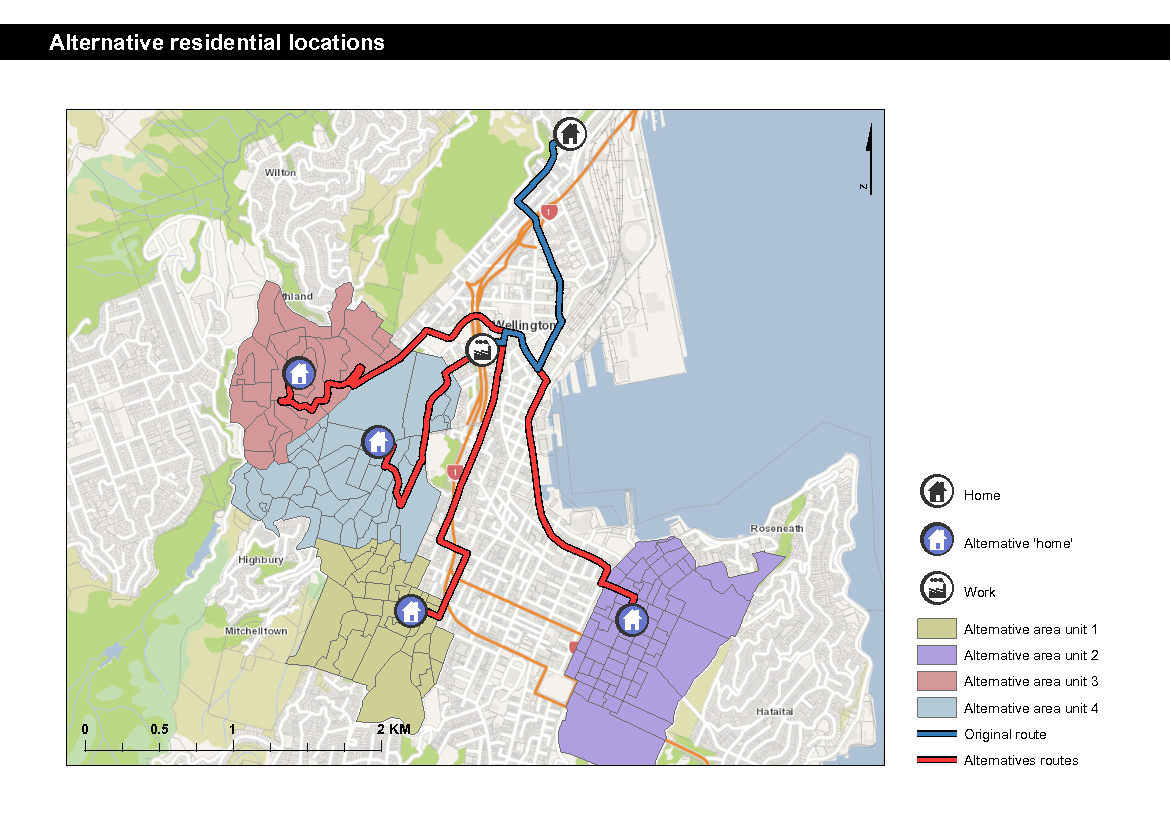 Alternative residential locations
Wilton
1
thland
Wellington
1
Roseneath
Highbury
Mitchelltown
Hataitai
0 0.5 1 2 KM
N
Home
Alternative 'home'
Work
Alternative area unit 1
Alternative area unit 2
Alternative area unit 3
Alternative area unit 4
Original route
Alternatives routes